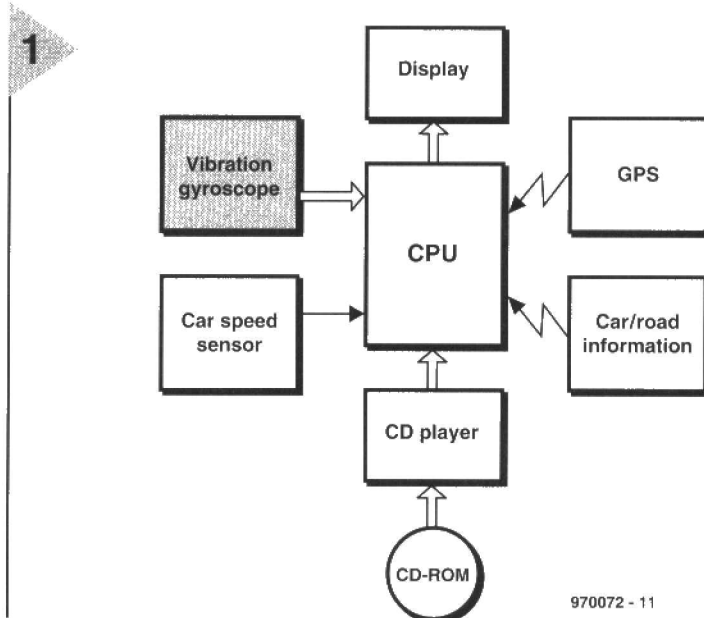 1
Display
Vibration
gyroscope
GPS
CPU
Car speed
sensor
Car/road
information
CD player
CD-ROM
970072 - 11